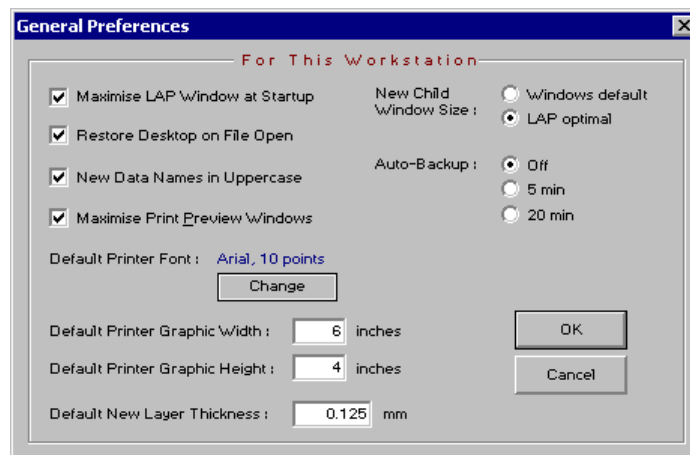 General Preferences
For This Workstation
Maximise LAP Window at Startup
Restore Desktop on File Open
New Data Names in Uppercase
Maximise Print Preview Windows
New Child
Window Size :
Windows default
LAP optimal
Auto-Backup :
Off
5 min
20 min
Default Printer Font : Arial, 10 points
Change
Default Printer Graphic Width : 6 inches
Default Printer Graphic Height : 4 inches
Default New Layer Thickness : 0.125 mm
OK
Cancel